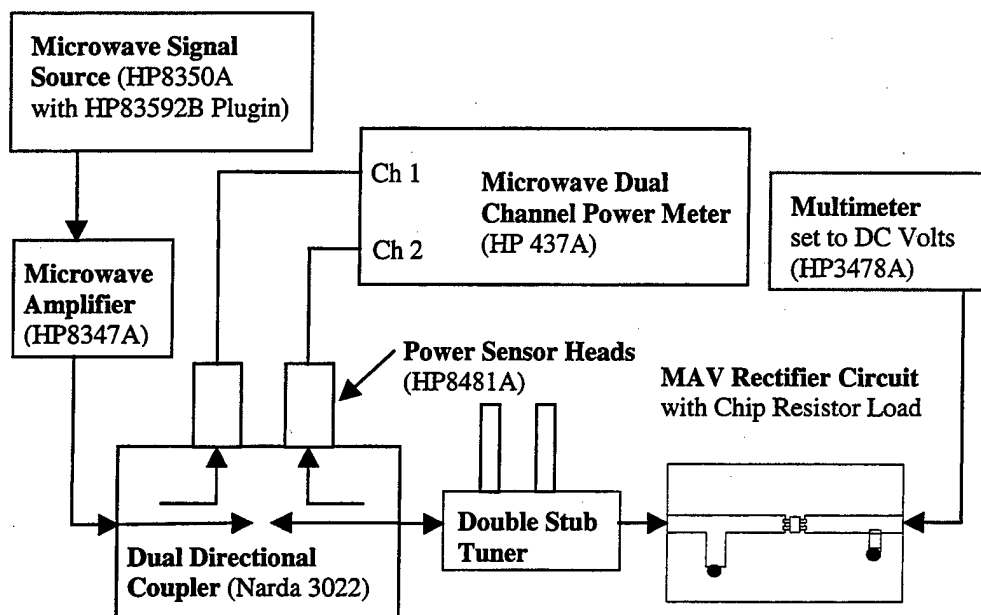 Microwave Signal
Source (HP8350A
with HP83592B Plugin)
Ch 1
Ch 2
Microwave Dual
Channel Power Meter
(HP 437A)
Multimeter
set to DC Volts
(HP3478A)
Microwave
Amplifier
(HP8347A)
Power Sensor Heads
(HP8481A)
MAV Rectifier Circuit
with Chip Resistor Load
Dual Directional
Coupler (Narda 3022)
Double Stub
Tuner